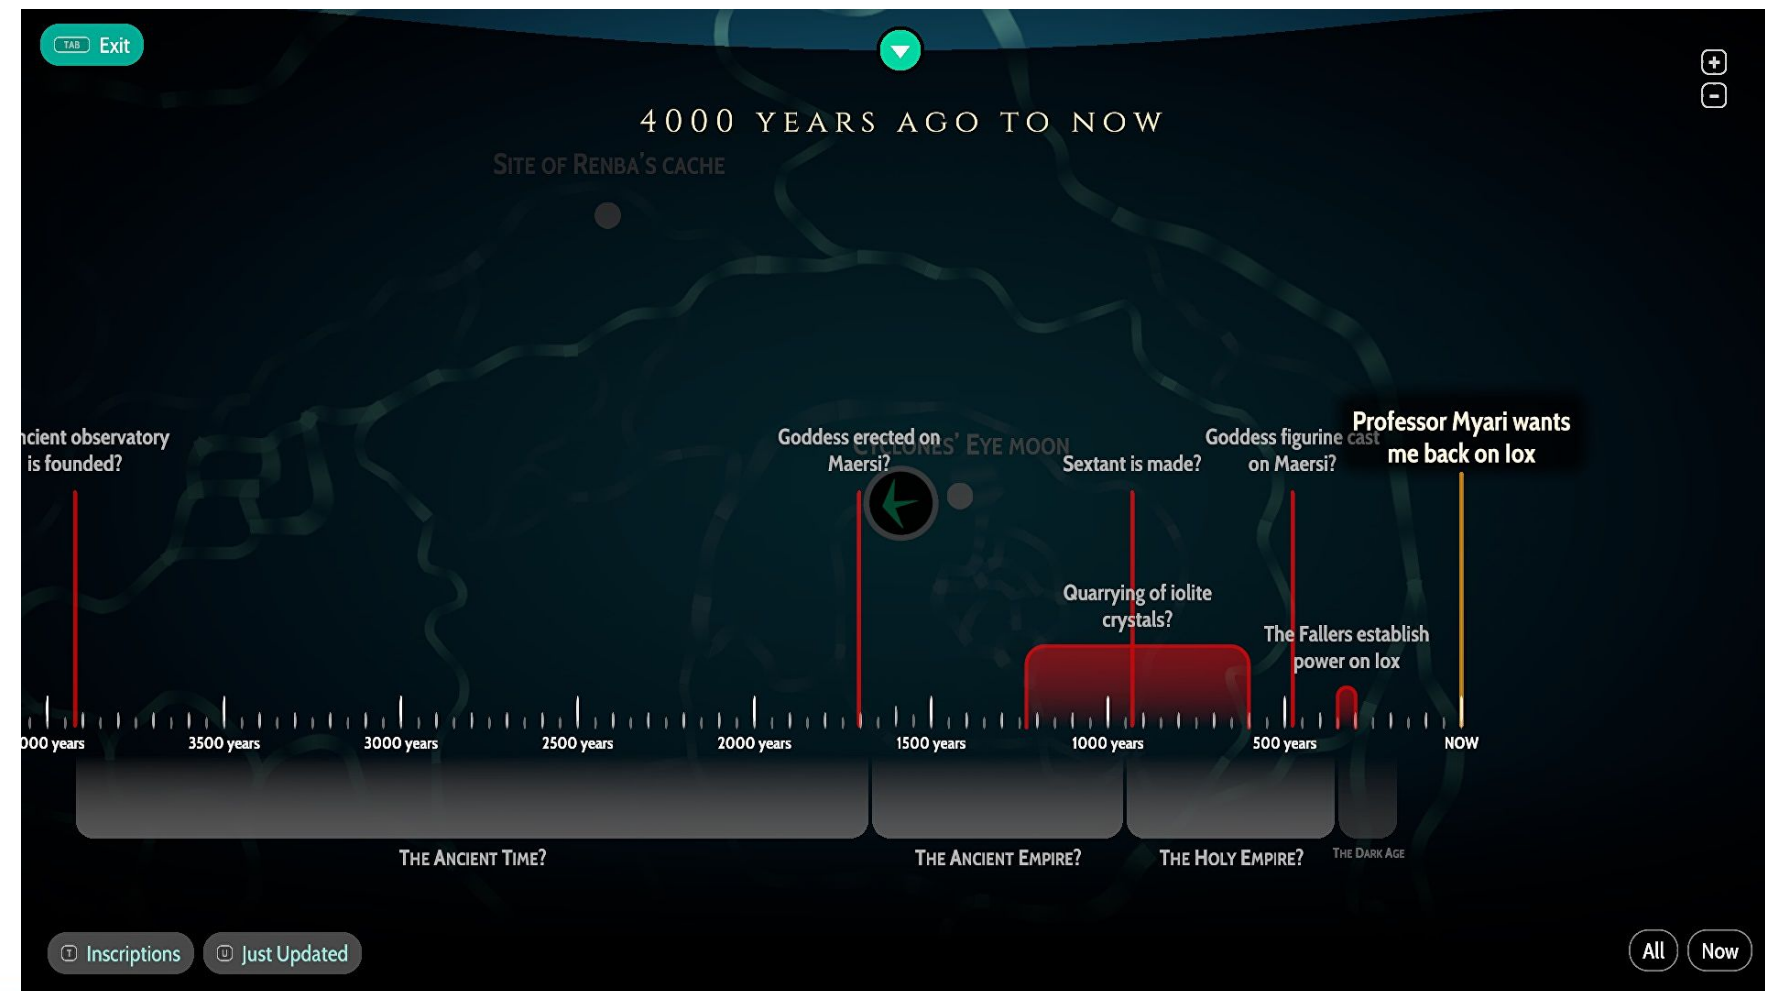 TAB Exit
4000 YEARS AGO TO NOW
SITE OF RENBA'S CACHE
CYCLONES' EYE MOON
ncient observatory
is founded?
Goddess erected on
Maersi?
Sextant is made?
Goddess figurine cast
on Maersi?
Professor Myari wants
me back on Iox
Quarrying of iolite
crystals?
The Fallers establish
power on Iox
000 years
3500 years
3000 years
2500 years
2000 years
1500 years
1000 years
500 years
NOW
THE ANCIENT TIME?
THE ANCIENT EMPIRE?
THE HOLY EMPIRE?
THE DARK AGE
T Inscriptions
U Just Updated
All
Now